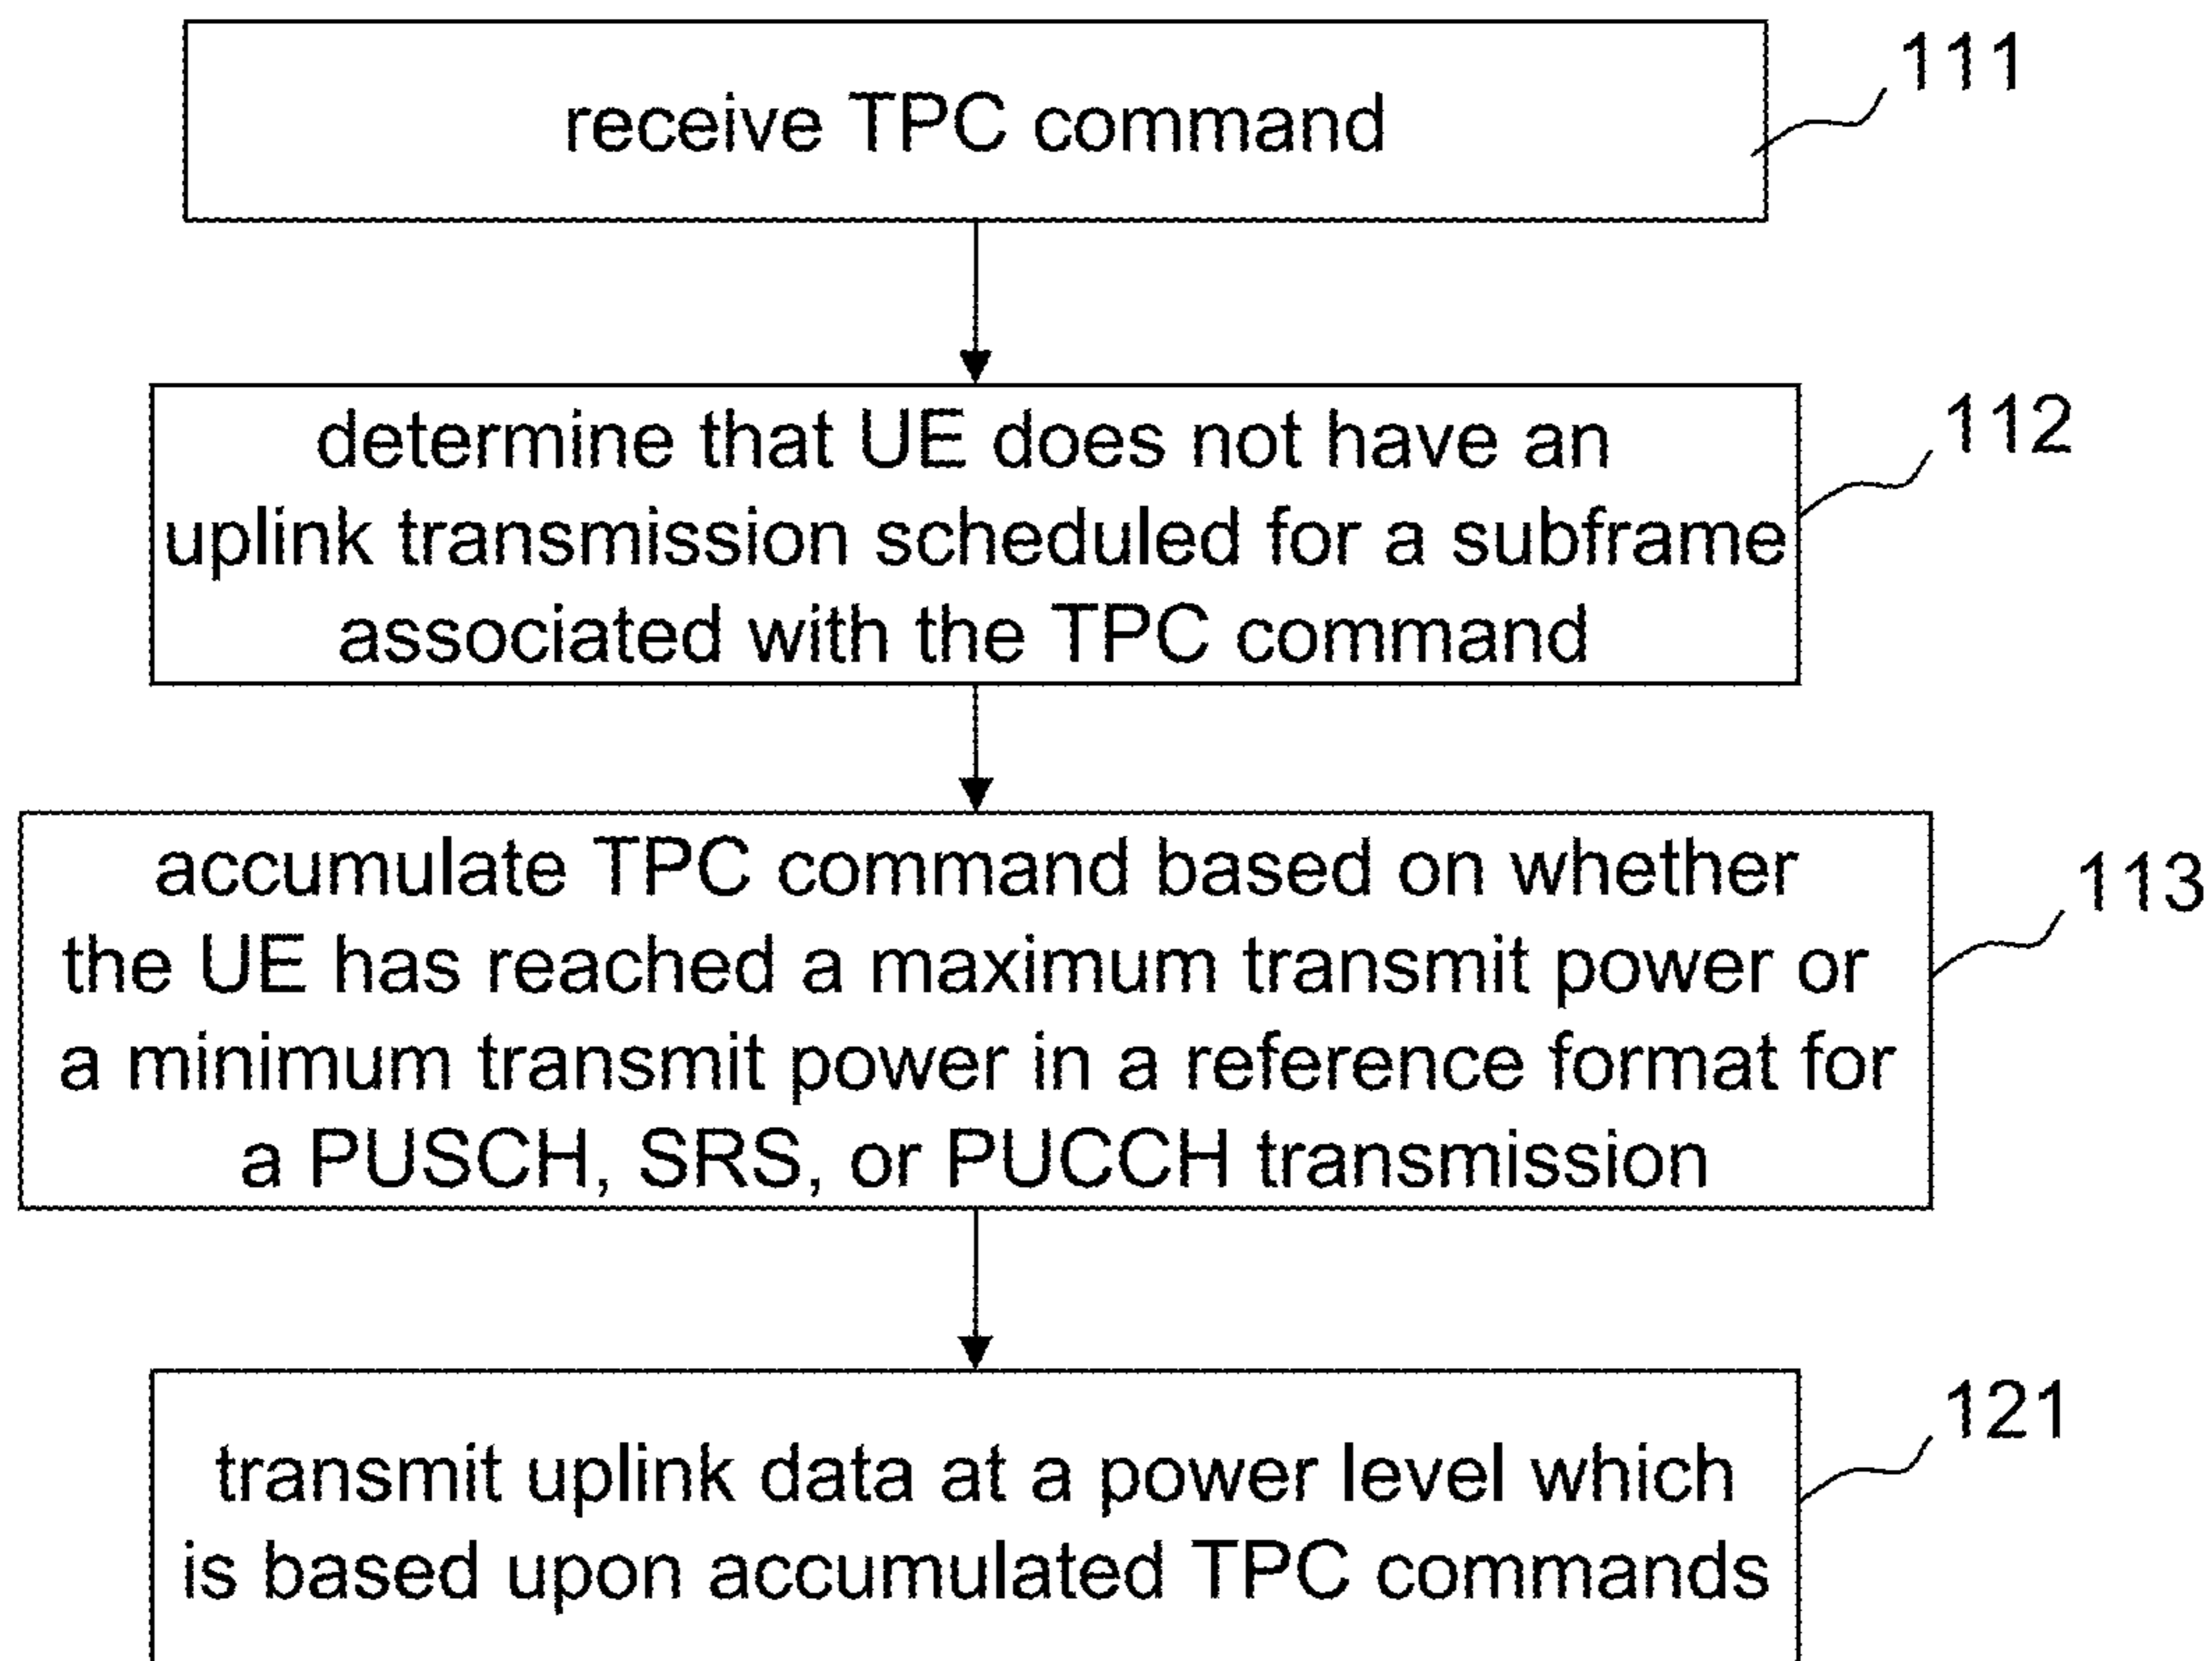 receive TPC command
111
determine that UE does not have an
uplink transmission scheduled for a subframe
associated with the TPC command
112
accumulate TPC command based on whether
the UE has reached a maximum transmit power or
a minimum transmit power in a reference format for
a PUSCH, SRS, or PUCCH transmission
113
transmit uplink data at a power level which
is based upon accumulated TPC commands
121